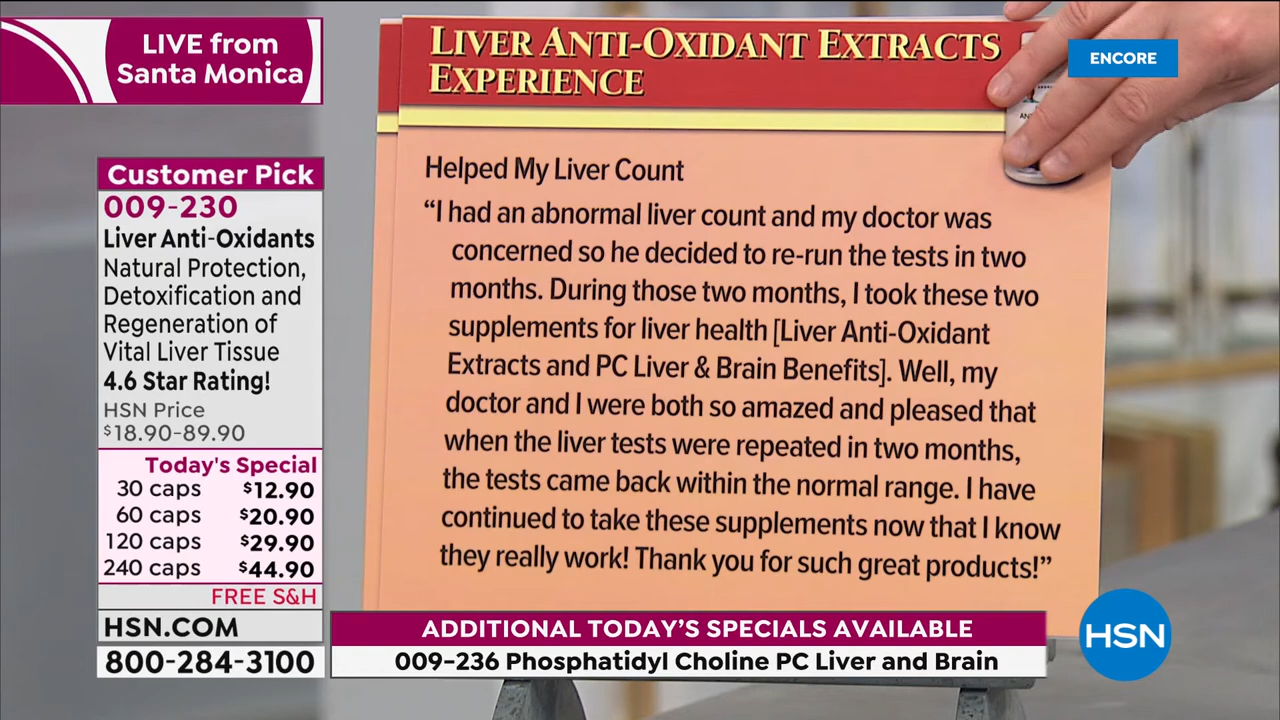 LIVE from
Santa Monica
Customer Pick
009-230
Liver Anti-Oxidants
Natural Protection,
Detoxification and
Regeneration of
Vital Liver Tissue
4.6 Star Rating!
HSN Price
$18.90-89.90
Today's Special
30 caps $12.90
60 caps $20.90
120 caps $29.90
240 caps $44.90
FREE S&H
HSN.COM
800-284-3100
LIVER ANTI-OXIDANT EXTRACTS
EXPERIENCE
ENCORE
Helped My Liver Count
“I had an abnormal liver count and my doctor was
concerned so he decided to re-run the tests in two
months. During those two months, I took these two
supplements for liver health [Liver Anti-Oxidant
Extracts and PC Liver & Brain Benefits]. Well, my
doctor and I were both so amazed and pleased that
when the liver tests were repeated in two months,
the tests came back within the normal range. I have
continued to take these supplements now that I know
they really work! Thank you for such great products!”
ADDITIONAL TODAY'S SPECIALS AVAILABLE
009-236 Phosphatidyl Choline PC Liver and Brain
HSN